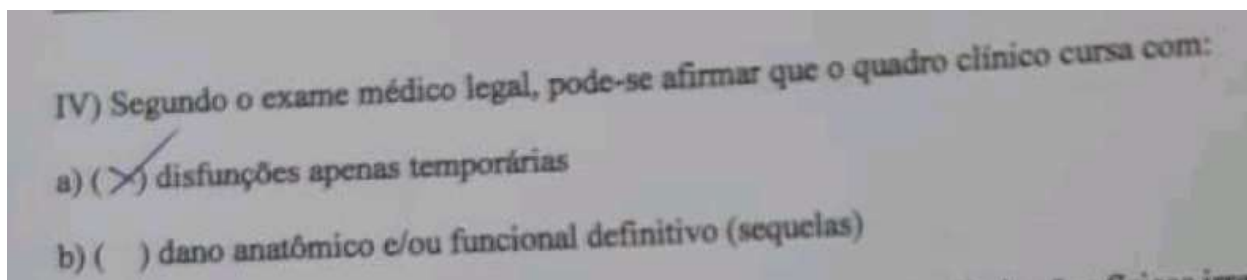 IV) Segundo o exame médico legal, pode-se afirmar que o quadro clínico cursa com:
a) (X) disfunções apenas temporárias
b) ( ) dano anatômico e/ou funcional definitivo (sequelas)